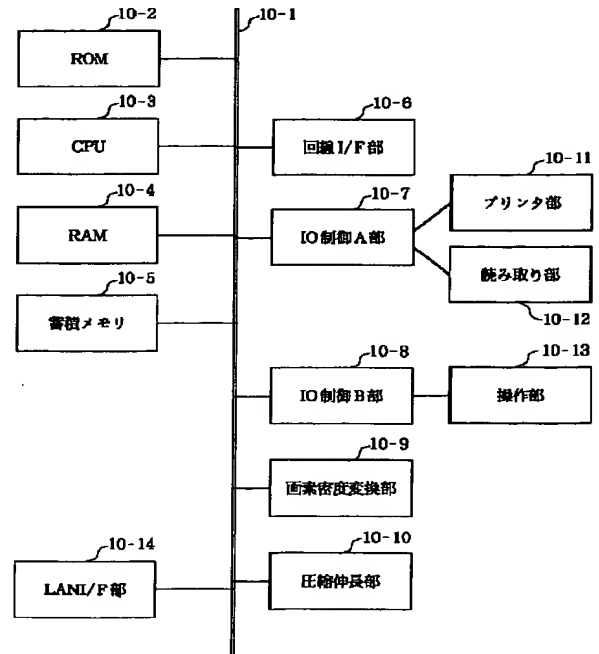 10-2
10-1
ROM
10-3
10-6
CPU
回線I/F部
10-11
10-4
10-7
プリンタ部
RAM
IO制御A部
10-5
読み取り部
蓄積メモリ
10-12
10-8
10-13
IO制御B部
操作部
10-9
画素密度変換部
10-14
10-10
LANI/F部
圧縮伸長部